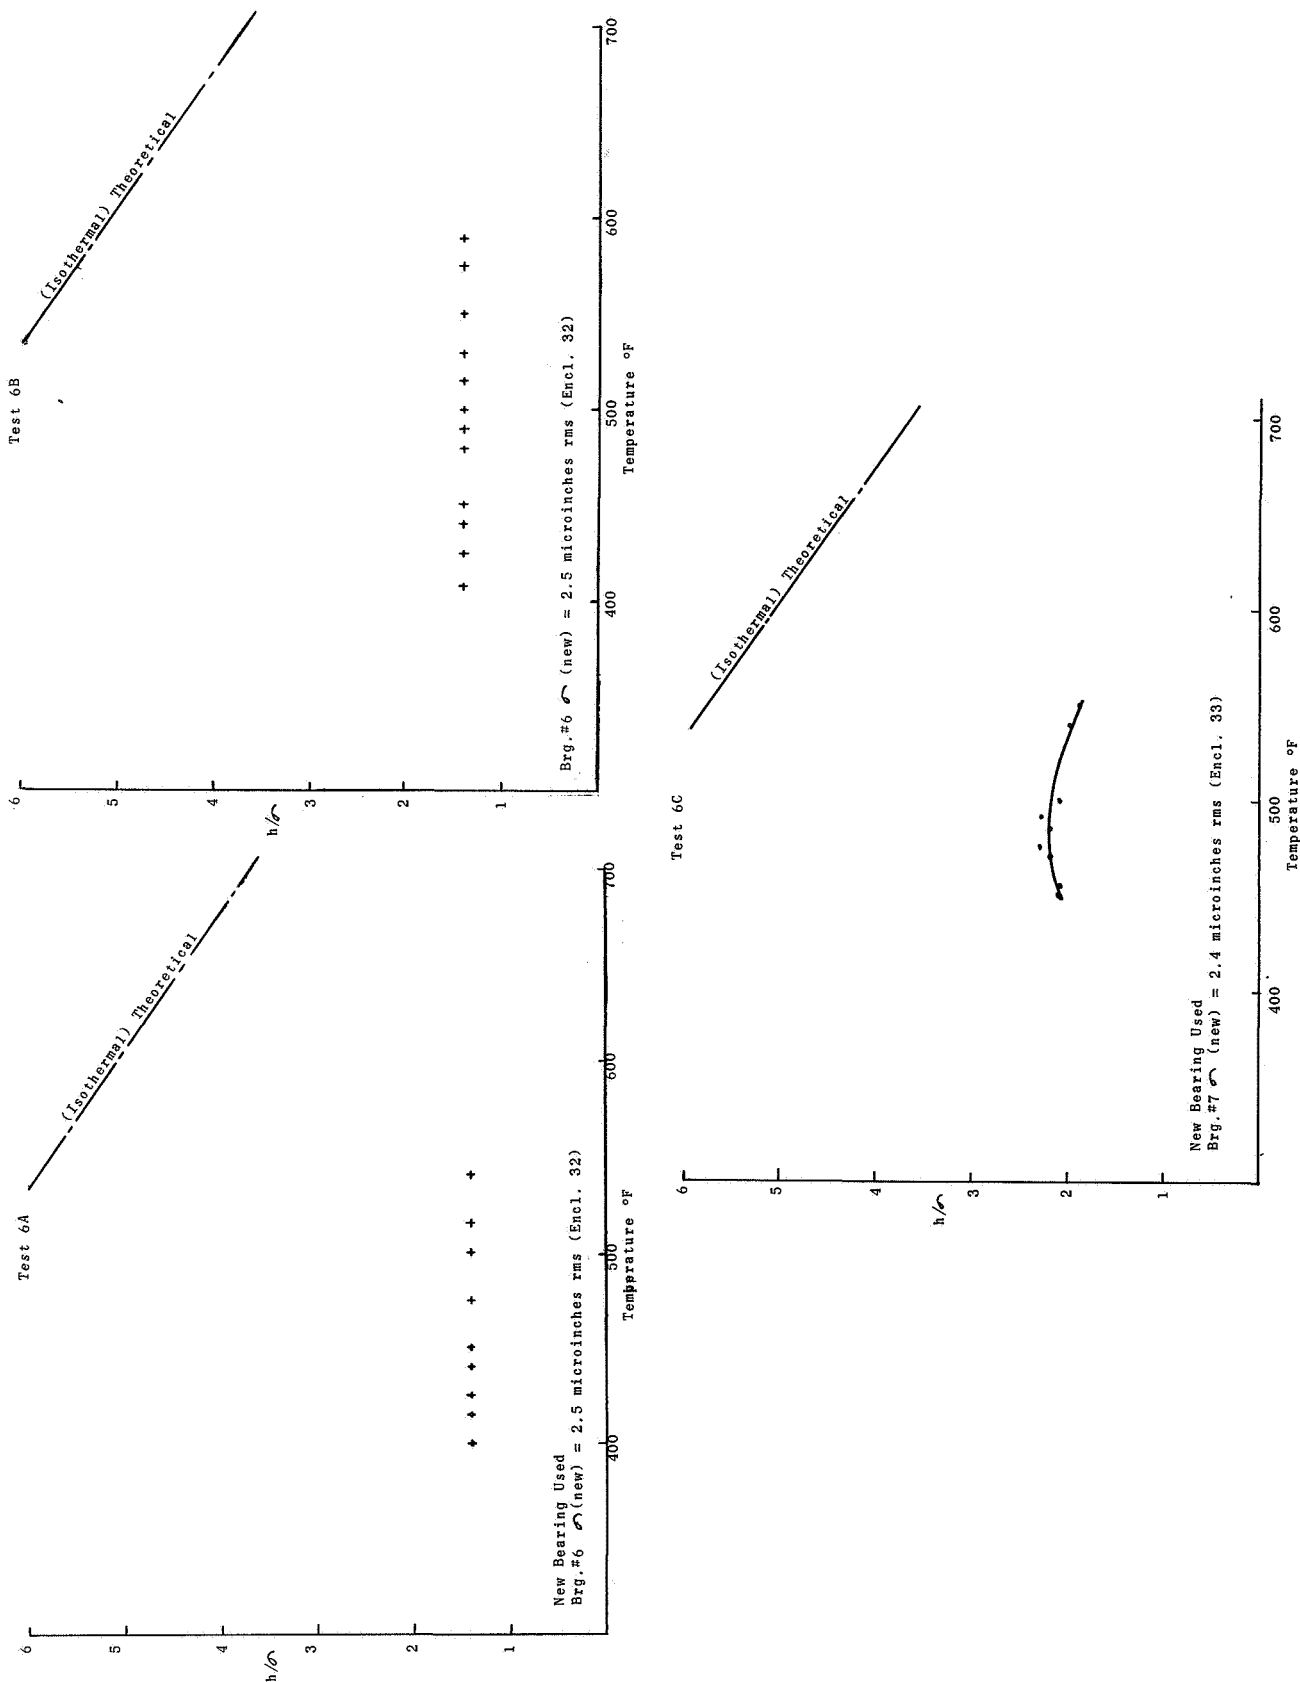 Test 6A
6
5
4
3
2
1
h/σ
(Isothermal) Theoretical
New Bearing Used
Brg.#6 σ (new) = 2.5 microinches rms (Encl. 32)
400
500
600
700
Temperature °F
Test 6B
6
5
4
3
2
1
h/σ
(Isothermal) Theoretical
Brg.#6 σ (new) = 2.5 microinches rms (Encl. 32)
400
500
600
700
Temperature °F
Test 6C
6
5
4
3
2
1
h/σ
(Isothermal) Theoretical
New Bearing Used
Brg.#7 σ (new) = 2.4 microinches rms (Encl. 33)
400
500
600
700
Temperature °F